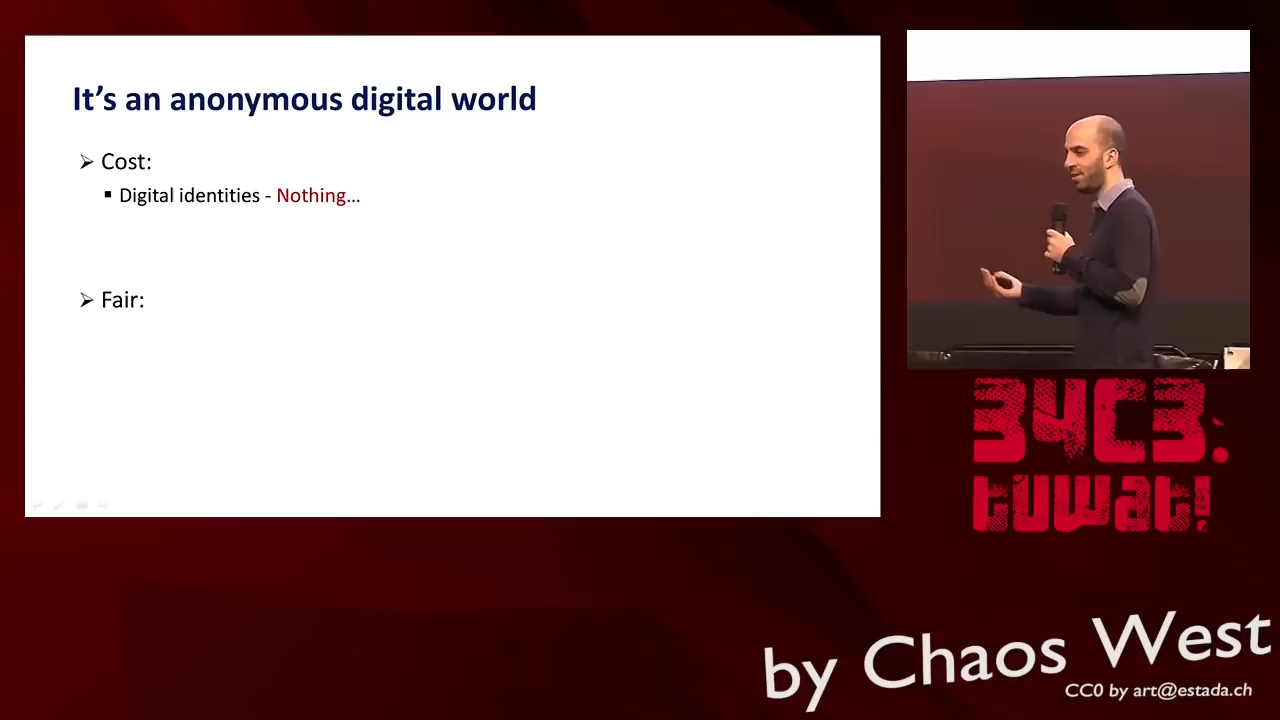 It's an anonymous digital world
➢ Cost:
▪ Digital identities - Nothing...
➢ Fair:
34C3.
tuwat!
by Chaos West
CC0 by art@estada.ch